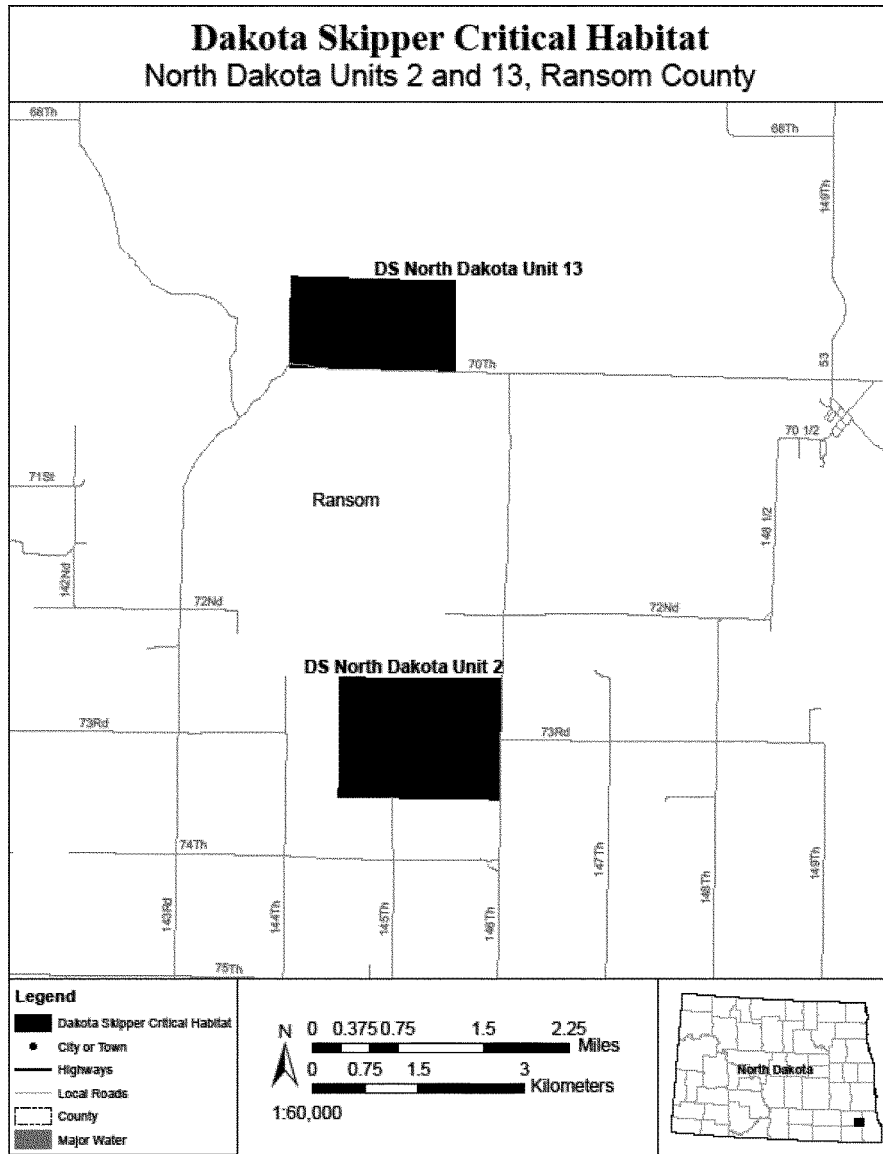 Dakota Skipper Critical Habitat
North Dakota Units 2 and 13, Ransom County
68Th
68Th
149Th
DS North Dakota Unit 13
70Th
53
70 1/2
71St
Ransom
148 1/2
142Nd
72Nd
72Nd
DS North Dakota Unit 2
73Rd
73Rd
74Th
143Rd
144Th
145Th
146Th
147Th
148Th
149Th
75Th
Legend
Dakota Skipper Critical Habitat
City or Town
Highways
Local Roads
County
Major Water
N
0 0.375 0.75 1.5 2.25
Miles
0 0.75 1.5 3
Kilometers
1:60,000
North Dakota